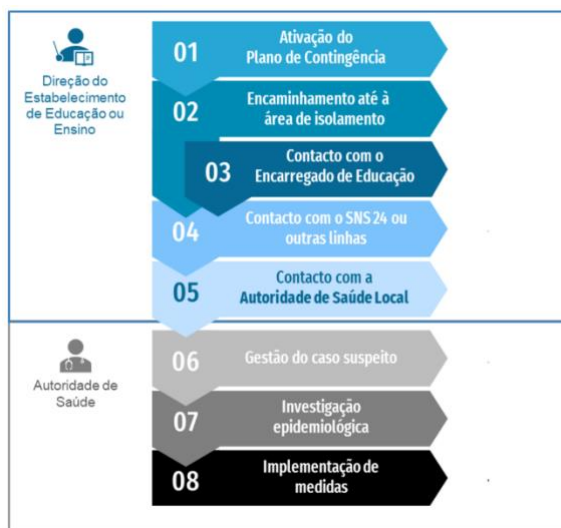 Direção do
Estabelecimento
de Educação ou
Ensino
01
Ativação do
Plano de Contingência
02
Encaminhamento até à
área de isolamento
03
Contacto com o
Encarregado de Educação
04
Contacto com o SNS 24 ou
outras linhas
05
Contacto com a
Autoridade de Saúde Local
Autoridade de
Saúde
06
Gestão do caso suspeito
07
Investigação
epidemiológica
08
Implementação de
medidas